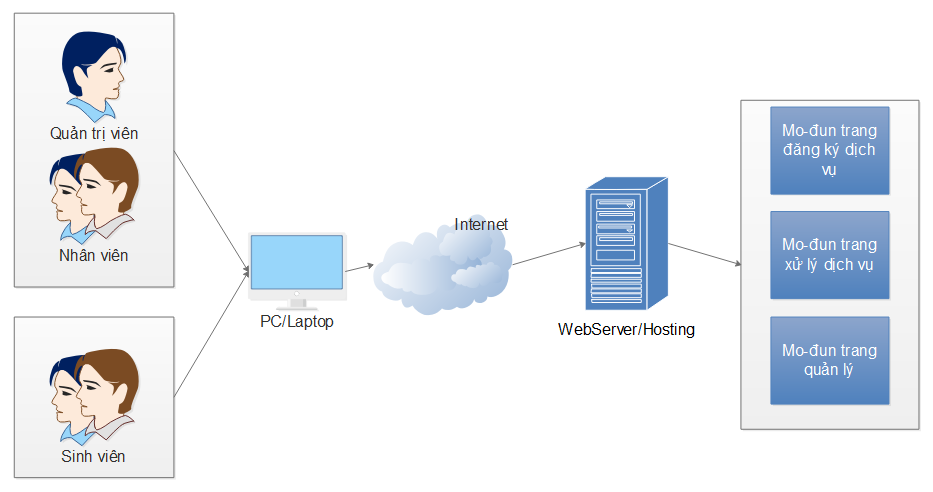 Quản trị viên
Nhân viên
Sinh viên
PC/Laptop
Internet
WebServer/Hosting
Mo-đun trang
đăng ký dịch
vụ
Mo-đun trang
xử lý dịch vụ
Mo-đun trang
quản lý